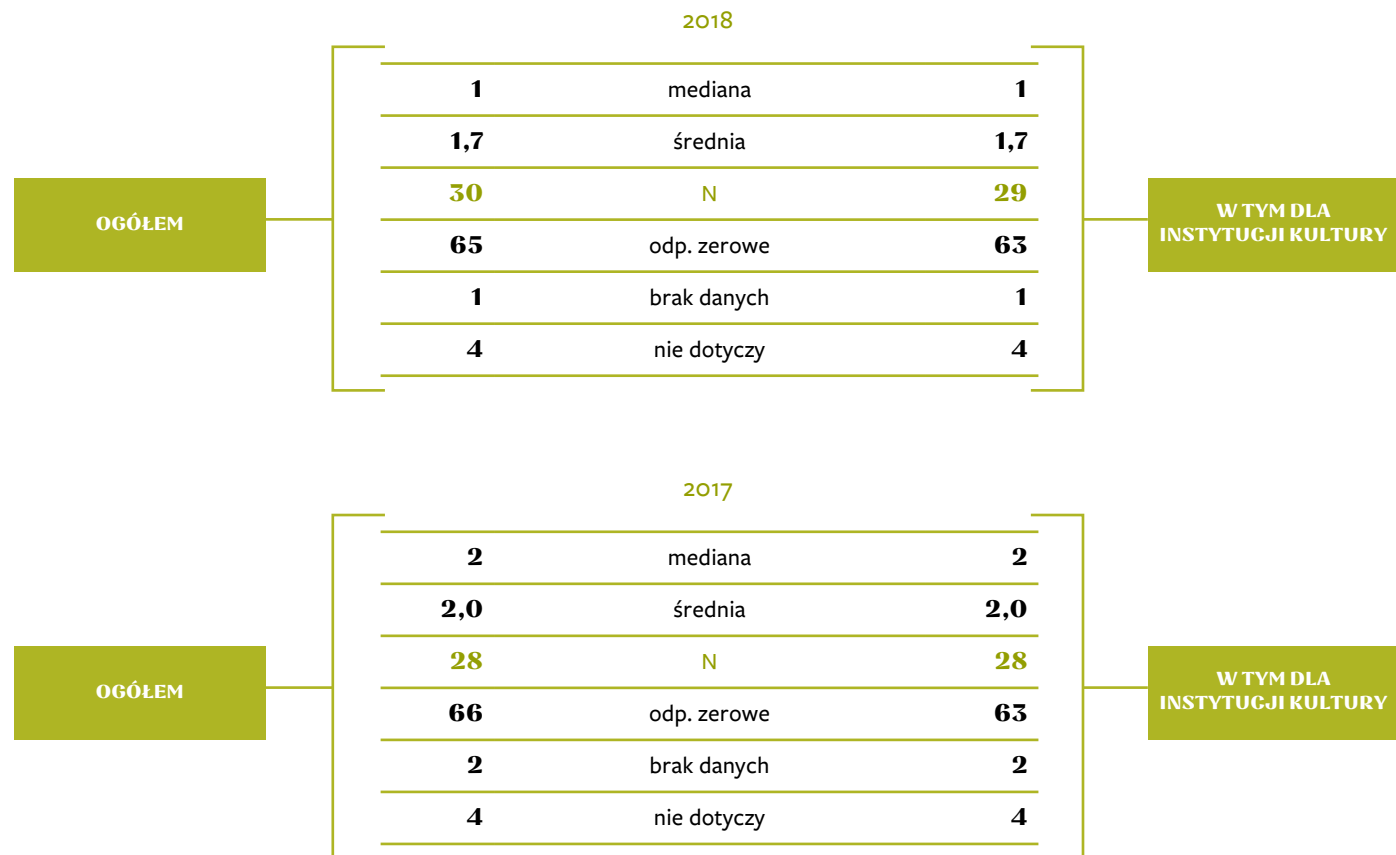 2018
1 mediana 1
1,7 średnia 1,7
30 N 29
OGÓŁEM
W TYM DLA
INSTYTUCJI KULTURY
65 odp. zerowe 63
1 brak danych 1
4 nie dotyczy 4
2017
2 mediana 2
2,0 średnia 2,0
28 N 28
OGÓŁEM
W TYM DLA
INSTYTUCJI KULTURY
66 odp. zerowe 63
2 brak danych 2
4 nie dotyczy 4